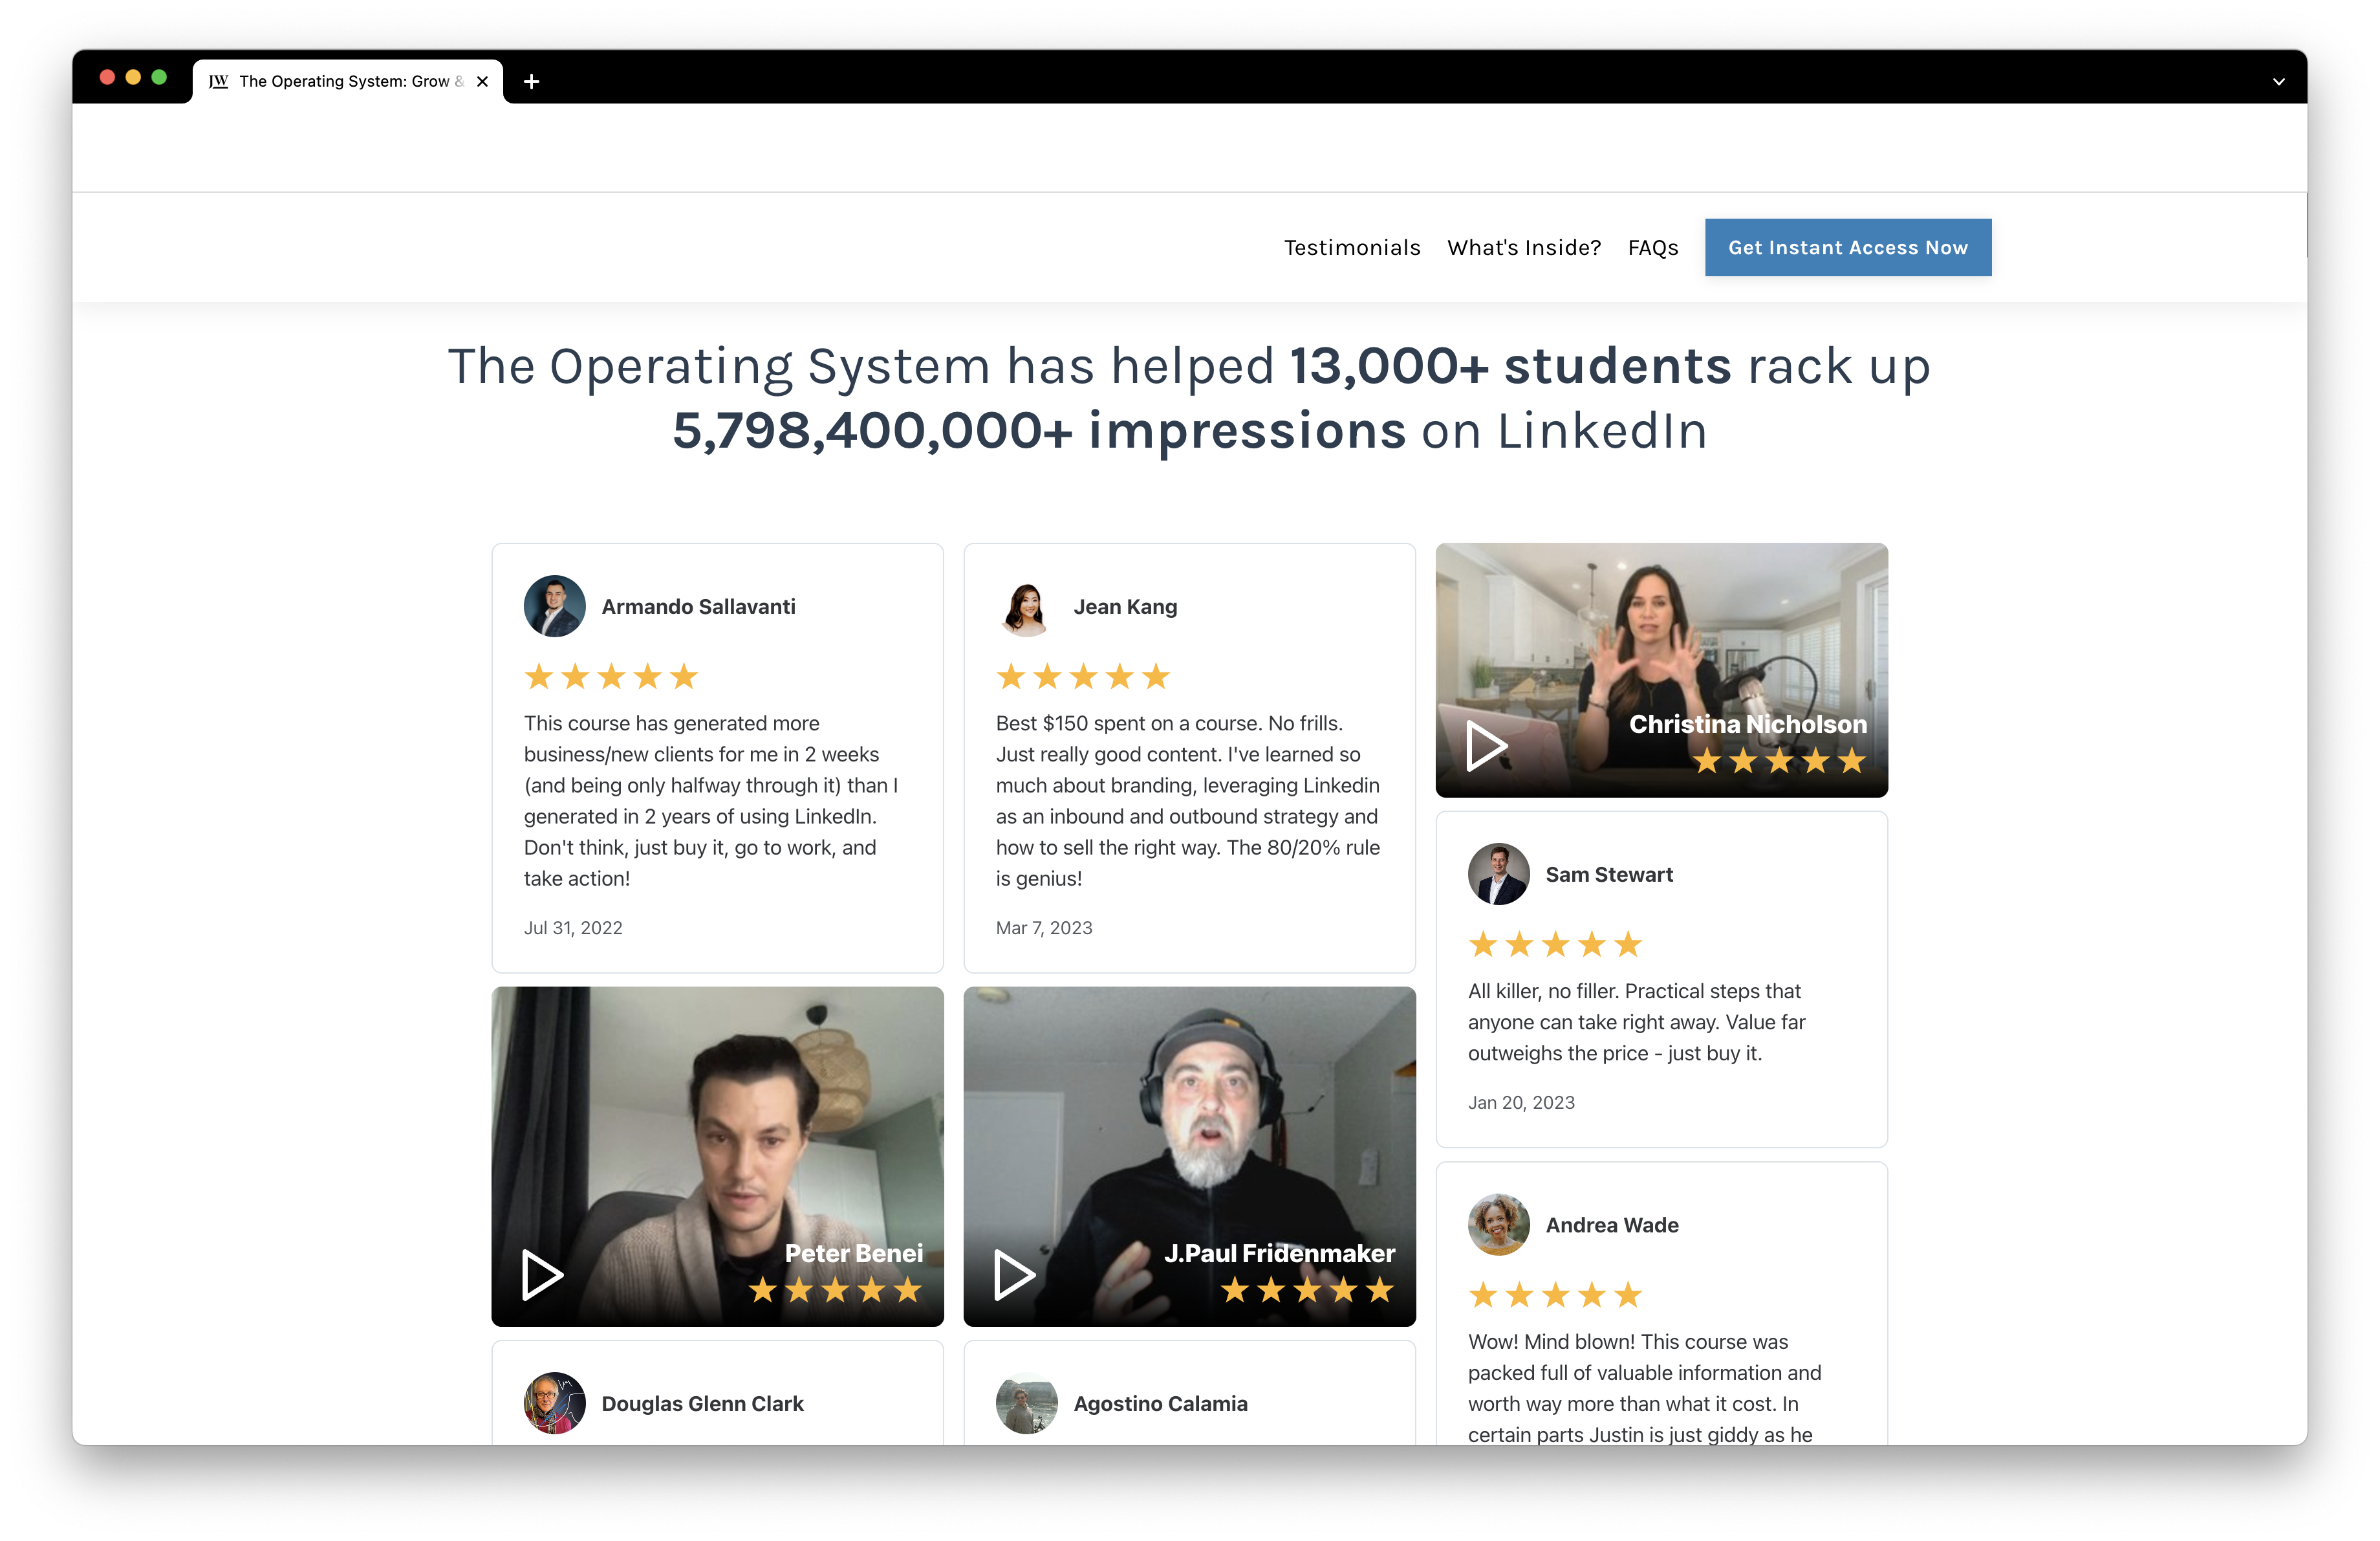 JW The Operating System: Grow &
Testimonials What's Inside? FAQs Get Instant Access Now
The Operating System has helped 13,000+ students rack up
5,798,400,000+ impressions on LinkedIn
Armando Sallavanti
This course has generated more
business/new clients for me in 2 weeks
(and being only halfway through it) than I
generated in 2 years of using LinkedIn.
Don't think, just buy it, go to work, and
take action!
Jul 31, 2022
Peter Benei
Douglas Glenn Clark
Jean Kang
Best $150 spent on a course. No frills.
Just really good content. I've learned so
much about branding, leveraging Linkedin
as an inbound and outbound strategy and
how to sell the right way. The 80/20% rule
is genius!
Mar 7, 2023
J.Paul Fridenmaker
Agostino Calamia
Christina Nicholson
Sam Stewart
All killer, no filler. Practical steps that
anyone can take right away. Value far
outweighs the price - just buy it.
Jan 20, 2023
Andrea Wade
Wow! Mind blown! This course was
packed full of valuable information and
worth way more than what it cost. In
certain parts Justin is just giddy as he